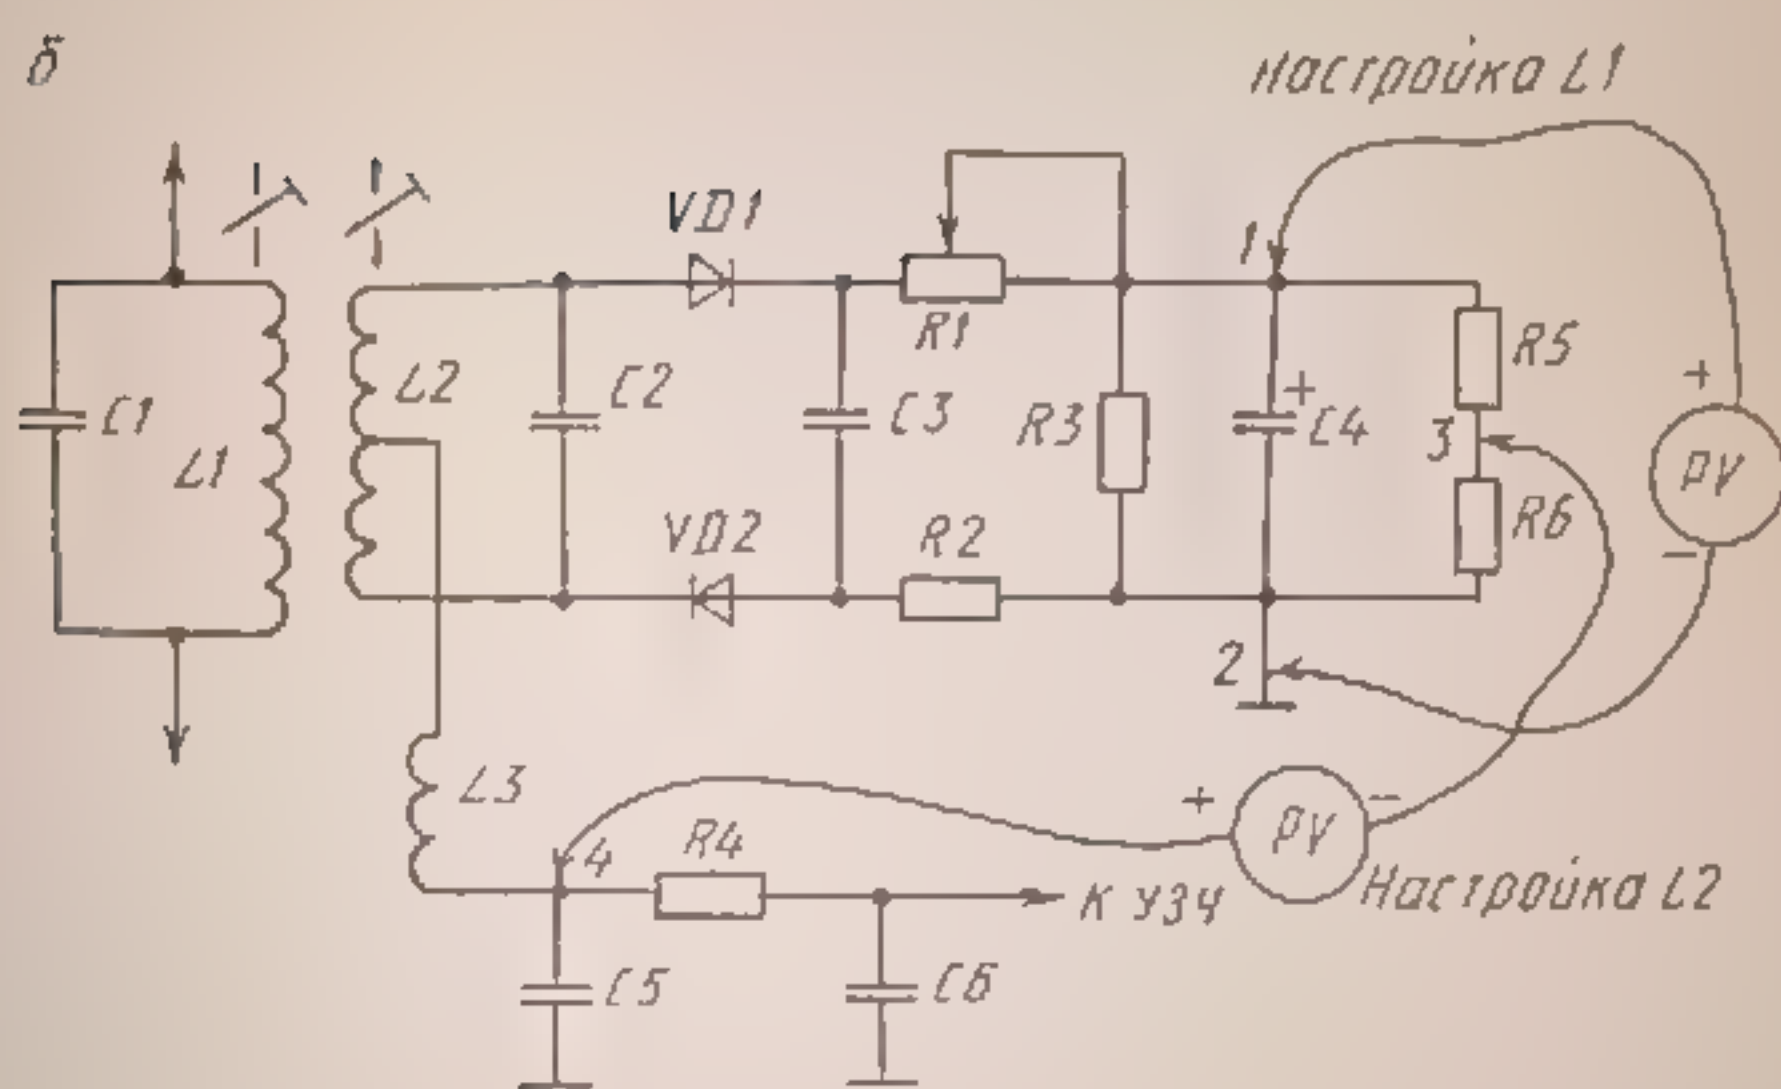 б
Настройка L1
VD1
1
R1
R5
L2
C2
+
+
C1
C3
R3
C4
3
L1
PV
VD2
R2
R6
−
2
L3
+
−
R4
PV
4
К УЗЧ
Настройка L2
C5
C6